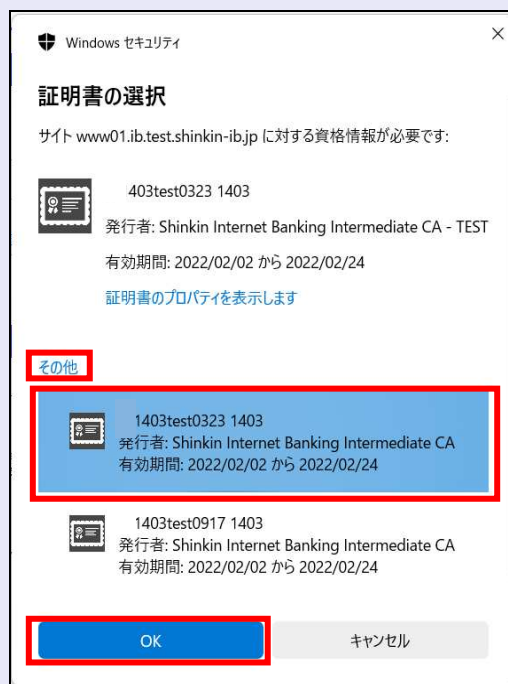 Windows セキュリティ
証明書の選択
サイト www01.ib.test.shinkin-ib.jp に対する資格情報が必要です:
403test0323 1403
発行者: Shinkin Internet Banking Intermediate CA - TEST
有効期間: 2022/02/02 から 2022/02/24
証明書のプロパティを表示します
その他
1403test0323 1403
発行者: Shinkin Internet Banking Intermediate CA
有効期間: 2022/02/02 から 2022/02/24
1403test0917 1403
発行者: Shinkin Internet Banking Intermediate CA
有効期間: 2022/02/02 から 2022/02/24
OK
キャンセル